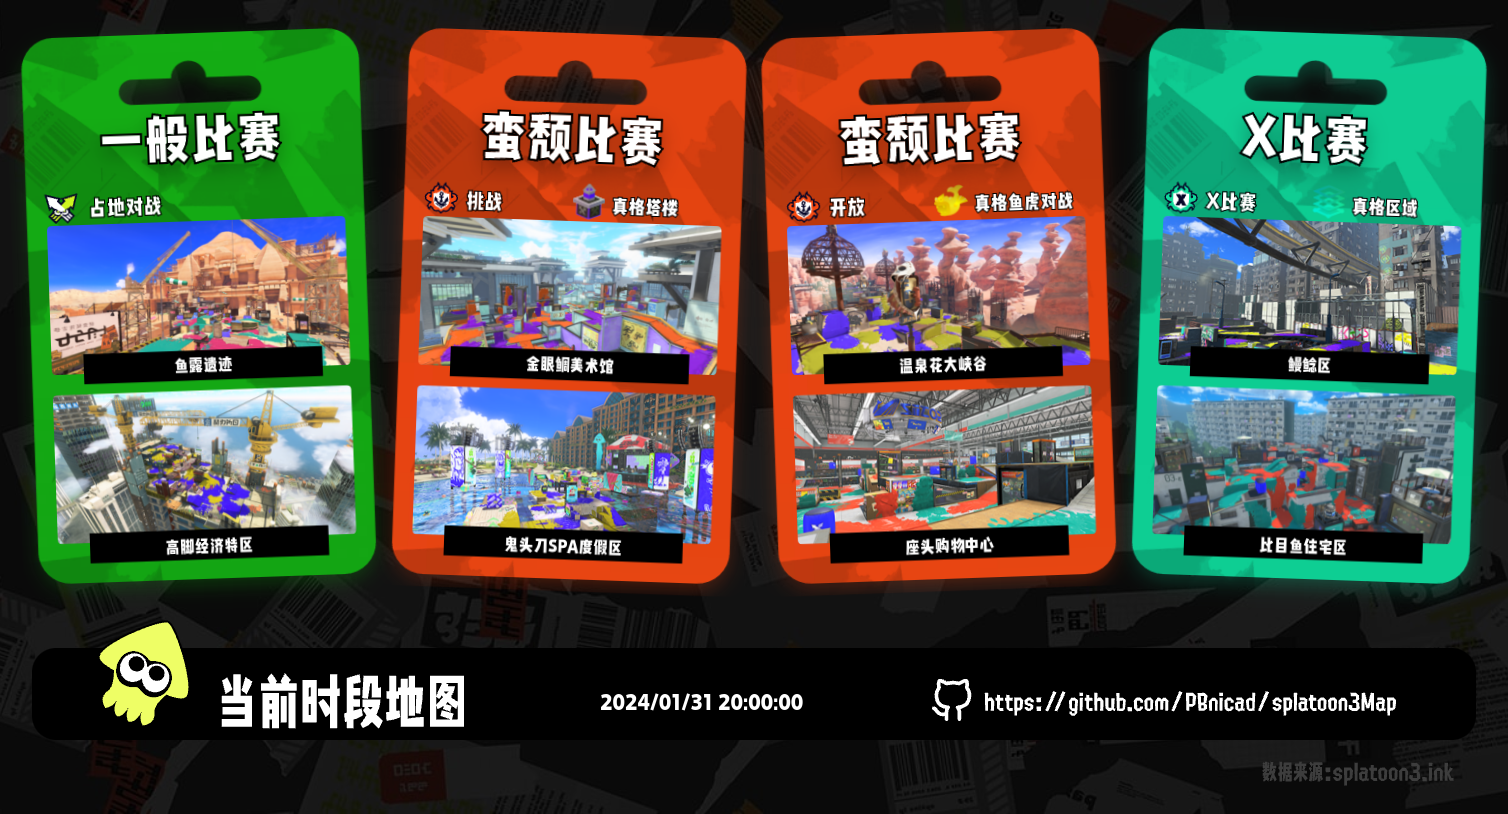 一般比赛
占地对战
鱼露遗迹
高脚经济特区
蛮颓比赛
挑战
真格塔楼
金眼鲷美术馆
鬼头刀SPA度假区
蛮颓比赛
开放
真格鱼虎对战
温泉花大峡谷
座头购物中心
X比赛
X比赛
真格区域
鳗鲶区
比目鱼住宅区
当前时段地图
2024/01/31 20:00:00
https://github.com/PBnicad/splatoon3Map
数据来源:splatoon3.ink